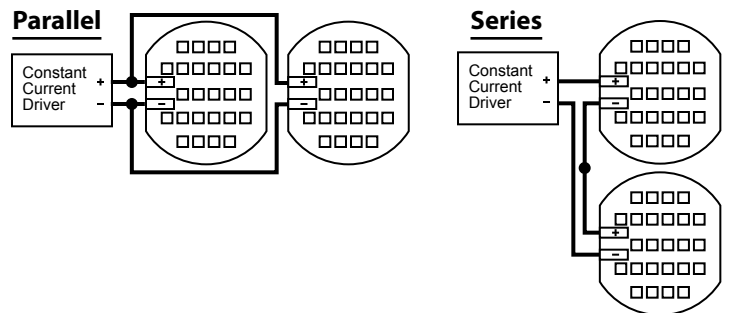 Parallel
Constant
Current
Driver
+
-
+
-
+
-
Series
Constant
Current
Driver
+
-
+
-
+
-